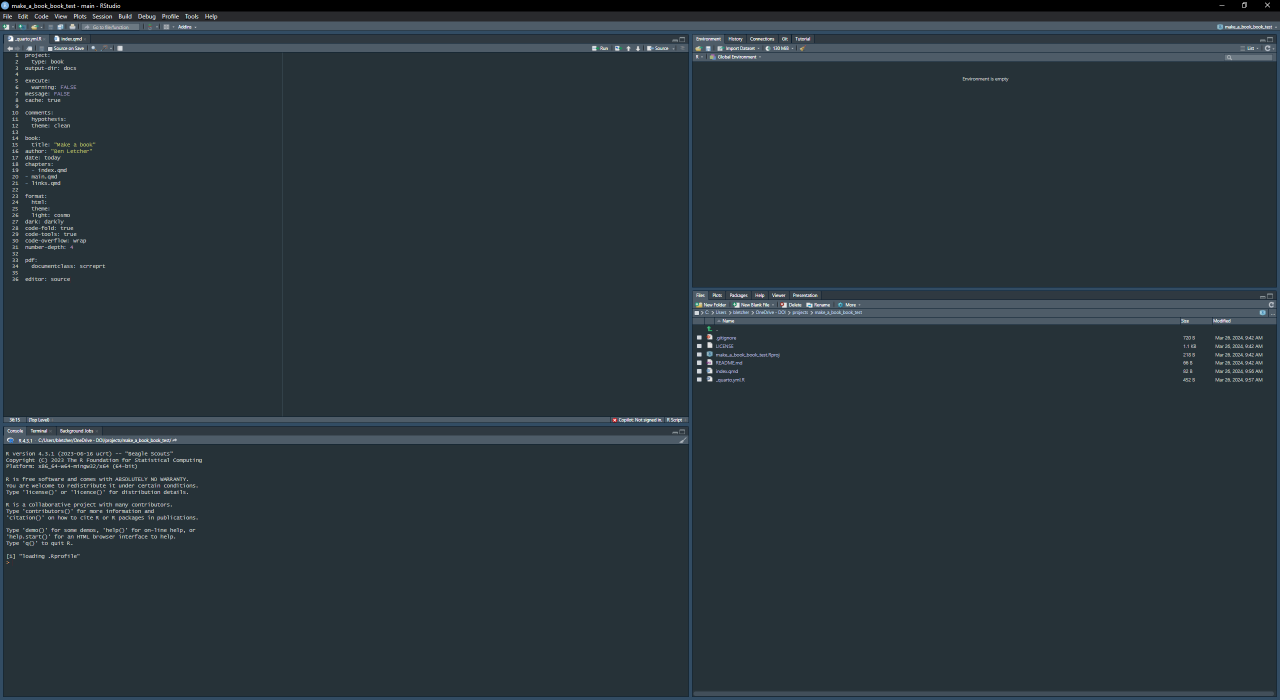 make_a_book_book_test - main - RStudio
File Edit Code View Plots Session Build Debug Profile Tools Help
Go to file/function Addins make_a_book_book_test
_quarto.yml.R index.qmd
Source on Save Run Source
1 project:
2 type: book
3 output-dir: docs
4
5 execute:
6 warning: FALSE
7 message: FALSE
8 cache: true
9
10 comments:
11 hypothesis:
12 theme: clean
13
14 book:
15 title: "Make a book"
16 author: "Ben Letcher"
17 date: today
18 chapters:
19 - index.qmd
20 - main.qmd
21 - links.qmd
22
23 format:
24 html:
25 theme:
26 light: cosmo
27 dark: darkly
28 code-fold: true
29 code-tools: true
30 code-overflow: wrap
31 number-depth: 4
32
33 pdf:
34 documentclass: scrreprt
35
36 editor: source
36:15 (Top Level) Copilot: Not signed in. R Script
Console Terminal Background Jobs
R 4.3.1 · C:/Users/bletcher/OneDrive - DOI/projects/make_a_book_book_test/
R version 4.3.1 (2023-06-16 ucrt) -- "Beagle Scouts"
Copyright (C) 2023 The R Foundation for Statistical Computing
Platform: x86_64-w64-mingw32/x64 (64-bit)
R is free software and comes with ABSOLUTELY NO WARRANTY.
You are welcome to redistribute it under certain conditions.
Type 'license()' or 'licence()' for distribution details.
R is a collaborative project with many contributors.
Type 'contributors()' for more information and
'citation()' on how to cite R or R packages in publications.
Type 'demo()' for some demos, 'help()' for on-line help, or
'help.start()' for an HTML browser interface to help.
Type 'q()' to quit R.
[1] "loading .Rprofile"
>
Environment History Connections Git Tutorial
Import Dataset 130 MiB List
R Global Environment
Environment is empty
Files Plots Packages Help Viewer Presentation
New Folder New Blank File Delete Rename More
C: > Users > bletcher > OneDrive - DOI > projects > make_a_book_book_test
Name Size Modified
..
.gitignore 720 B Mar 26, 2024, 9:42 AM
LICENSE 1.1 KB Mar 26, 2024, 9:42 AM
make_a_book_book_test.Rproj 218 B Mar 26, 2024, 9:42 AM
README.md 66 B Mar 26, 2024, 9:42 AM
index.qmd 82 B Mar 26, 2024, 9:56 AM
_quarto.yml.R 452 B Mar 26, 2024, 9:57 AM